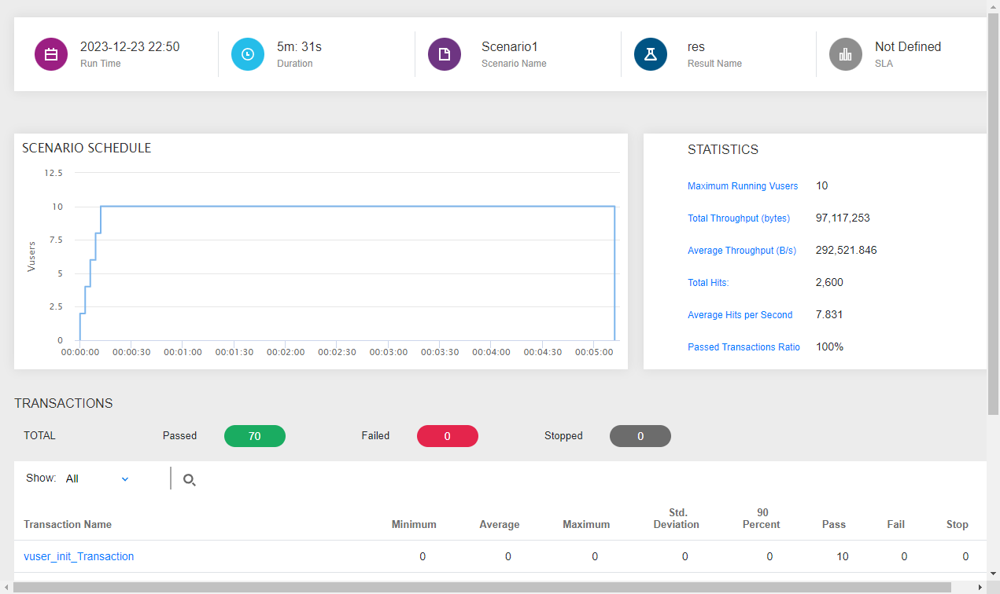 2023-12-23 22:50
Run Time
5m: 31s
Duration
Scenario1
Scenario Name
res
Result Name
Not Defined
SLA
SCENARIO SCHEDULE
12.5
10
7.5
5
2.5
0
Vusers
00:00:00 00:00:30 00:01:00 00:01:30 00:02:00 00:02:30 00:03:00 00:03:30 00:04:00 00:04:30 00:05:00
STATISTICS
Maximum Running Vusers 10
Total Throughput (bytes) 97,117,253
Average Throughput (B/s) 292,521.846
Total Hits: 2,600
Average Hits per Second 7.831
Passed Transactions Ratio 100%
TRANSACTIONS
TOTAL Passed 70 Failed 0 Stopped 0
Show: All
Transaction Name Minimum Average Maximum Std. Deviation 90 Percent Pass Fail Stop
vuser_init_Transaction 0 0 0 0 0 10 0 0